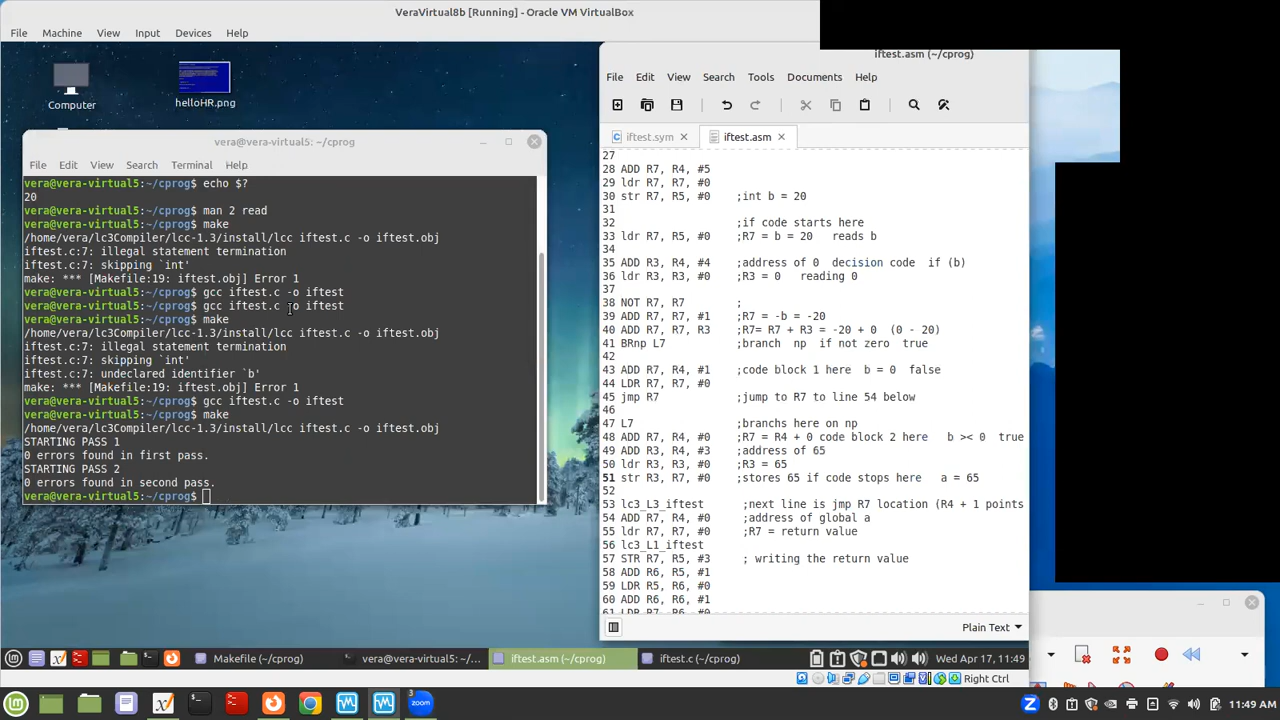 VeraVirtual8b [Running] - Oracle VM VirtualBox
File Machine View Input Devices Help
Computer
helloHR.png
vera@vera-virtual5: ~/cprog
File Edit View Search Terminal Help
vera@vera-virtual5:~/cprog$ echo $?
20
vera@vera-virtual5:~/cprog$ man 2 read
vera@vera-virtual5:~/cprog$ make
/home/vera/lc3Compiler/lcc-1.3/install/lcc iftest.c -o iftest.obj
iftest.c:7: illegal statement termination
iftest.c:7: skipping `int'
make: *** [Makefile:19: iftest.obj] Error 1
vera@vera-virtual5:~/cprog$ gcc iftest.c -o iftest
vera@vera-virtual5:~/cprog$ gcc iftest.c -o iftest
vera@vera-virtual5:~/cprog$ make
/home/vera/lc3Compiler/lcc-1.3/install/lcc iftest.c -o iftest.obj
iftest.c:7: illegal statement termination
iftest.c:7: skipping `int'
iftest.c:7: undeclared identifier `b'
make: *** [Makefile:19: iftest.obj] Error 1
vera@vera-virtual5:~/cprog$ gcc iftest.c -o iftest
vera@vera-virtual5:~/cprog$ make
/home/vera/lc3Compiler/lcc-1.3/install/lcc iftest.c -o iftest.obj
STARTING PASS 1
0 errors found in first pass.
STARTING PASS 2
0 errors found in second pass.
vera@vera-virtual5:~/cprog$
iftest.asm (~/cprog)
File Edit View Search Tools Documents Help
iftest.sym iftest.asm
27
28 ADD R7, R4, #5
29 ldr R7, R7, #0
30 str R7, R5, #0 ;int b = 20
31
32 ;if code starts here
33 ldr R7, R5, #0 ;R7 = b = 20 reads b
34
35 ADD R3, R4, #4 ;address of 0 decision code if (b)
36 ldr R3, R3, #0 ;R3 = 0 reading 0
37
38 NOT R7, R7 ;
39 ADD R7, R7, #1 ;R7 = -b = -20
40 ADD R7, R7, R3 ;R7= R7 + R3 = -20 + 0 (0 - 20)
41 BRnp L7 ;branch np if not zero true
42
43 ADD R7, R4, #1 ;code block 1 here b = 0 false
44 LDR R7, R7, #0
45 jmp R7 ;jump to R7 to line 54 below
46
47 L7 ;branchs here on np
48 ADD R7, R4, #0 ;R7 = R4 + 0 code block 2 here b >< 0 true
49 ADD R3, R4, #3 ;address of 65
50 ldr R3, R3, #0 ;R3 = 65
51 str R3, R7, #0 ;stores 65 if code stops here a = 65
52
53 lc3_L3_iftest ;next line is jmp R7 location (R4 + 1 points
54 ADD R7, R4, #0 ;address of global a
55 ldr R7, R7, #0 ;R7 = return value
56 lc3_L1_iftest
57 STR R7, R5, #3 ; writing the return value
58 ADD R6, R5, #1
59 LDR R5, R6, #0
60 ADD R6, R6, #1
61 LDR R7, R6, #0
Plain Text
Makefile (~/cprog) vera@vera-virtual5: ~/... iftest.asm (~/cprog) iftest.c (~/cprog) Wed Apr 17, 11:49
Right Ctrl
3
zoom
11:49 AM